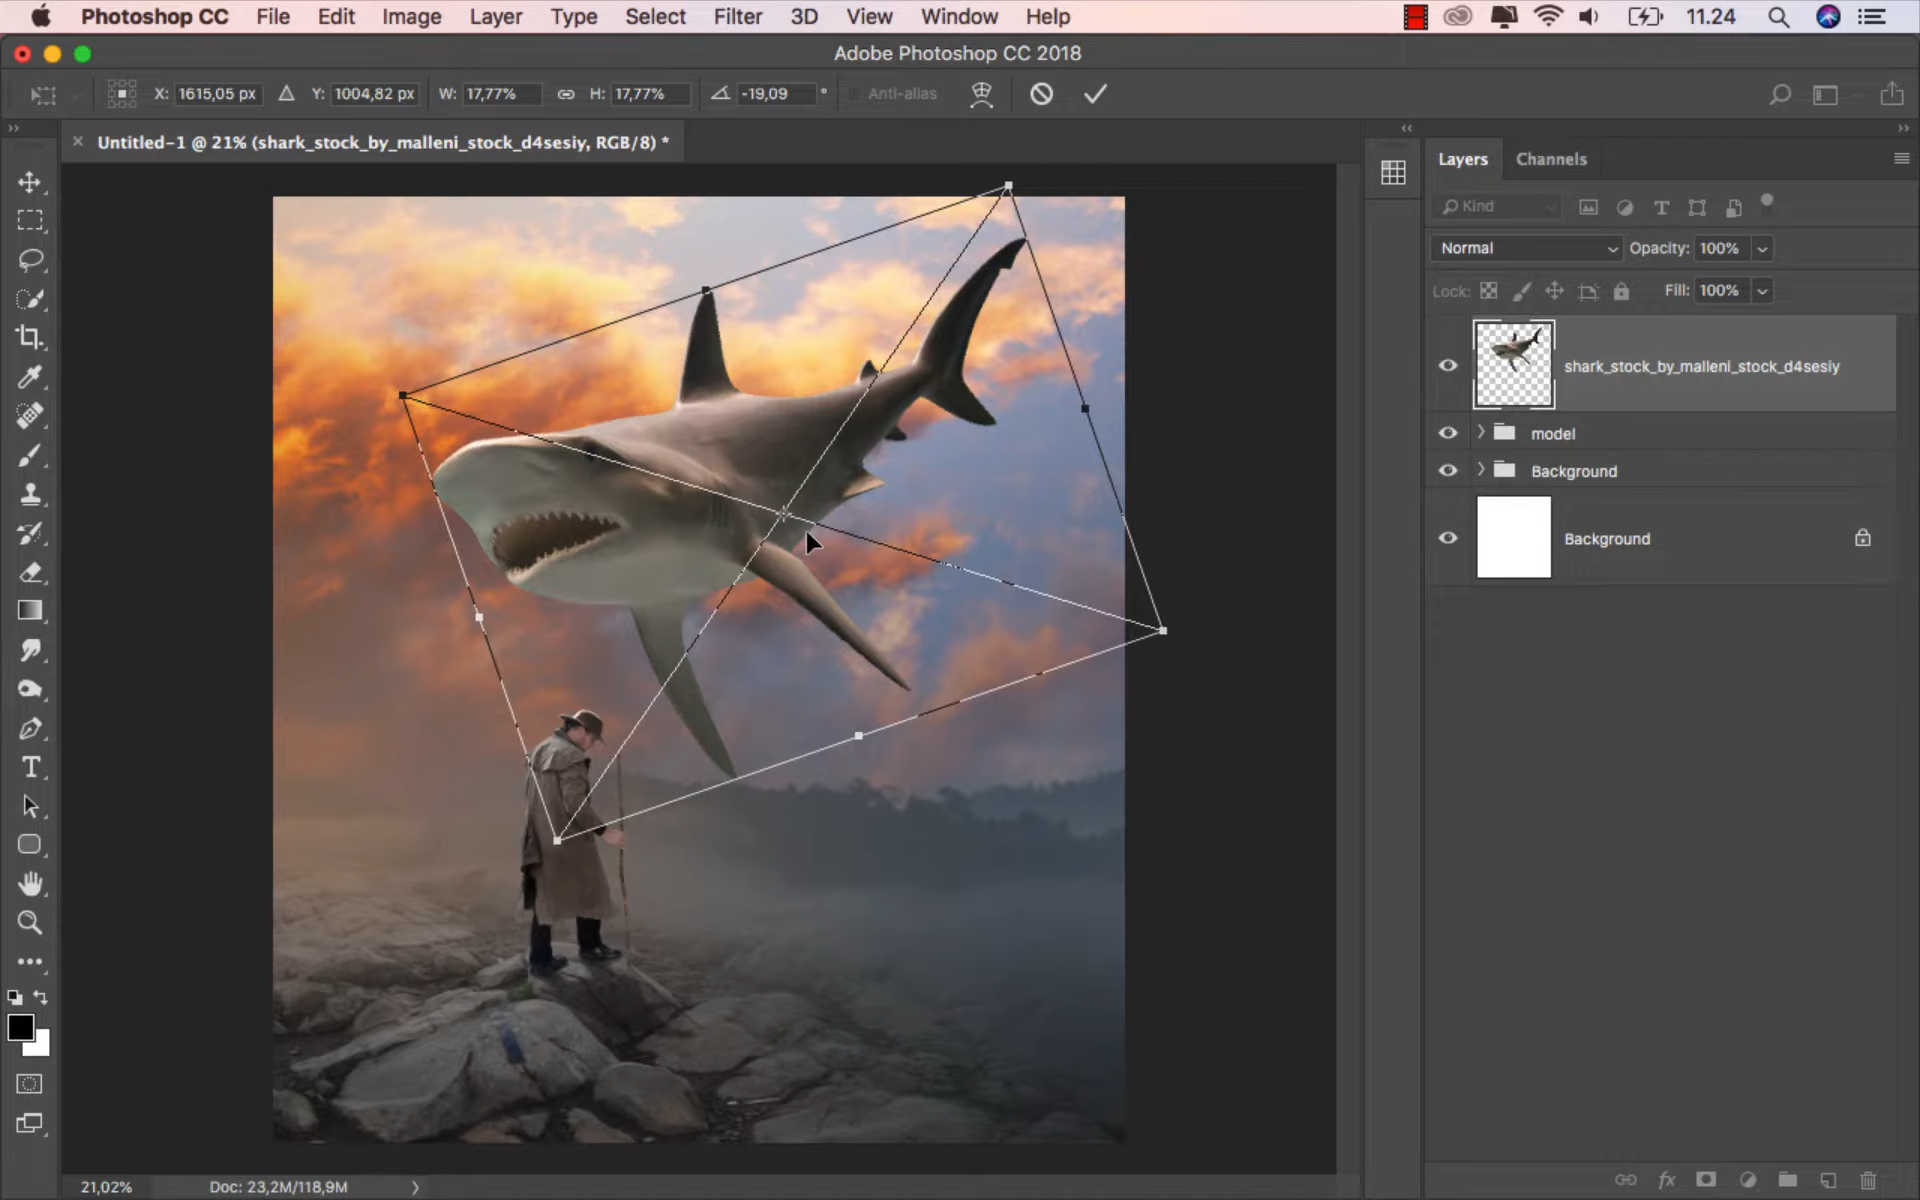 Photoshop CC File Edit Image Layer Type Select Filter 3D View Window Help 11.24
Adobe Photoshop CC 2018
X: 1615,05 px Y: 1004,82 px W: 17,77% H: 17,77% -19,09 ° Anti-alias
Untitled-1 @ 21% (shark_stock_by_malleni_stock_d4sesiy, RGB/8) *
Layers Channels
Kind
Normal Opacity: 100%
Lock: Fill: 100%
shark_stock_by_malleni_stock_d4sesiy
model
Background
Background
21,02% Doc: 23,2M/118,9M